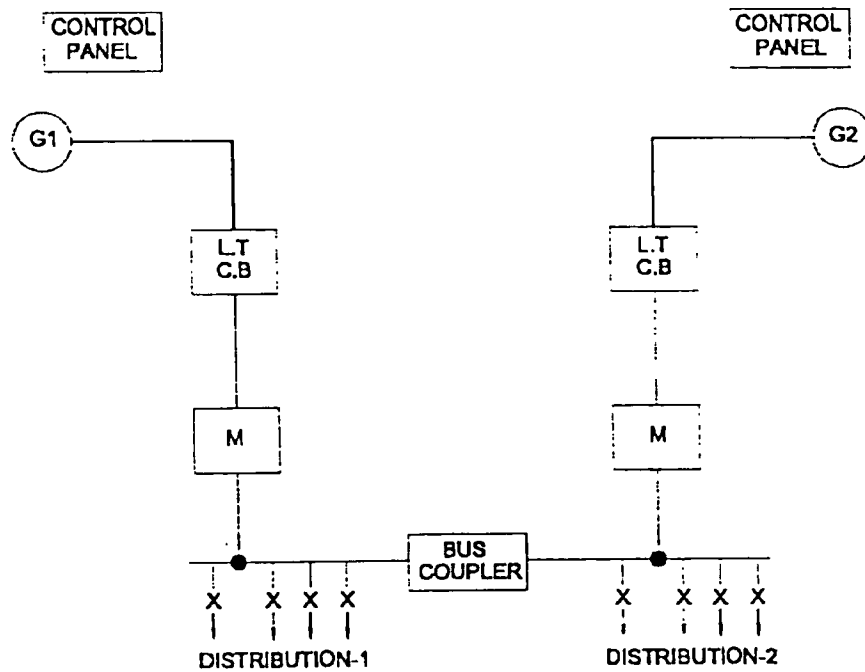 CONTROL
PANEL
CONTROL
PANEL
G1
G2
L.T
C.B
L.T
C.B
M
M
BUS
COUPLER
X X X X
X X X X
DISTRIBUTION-1
DISTRIBUTION-2